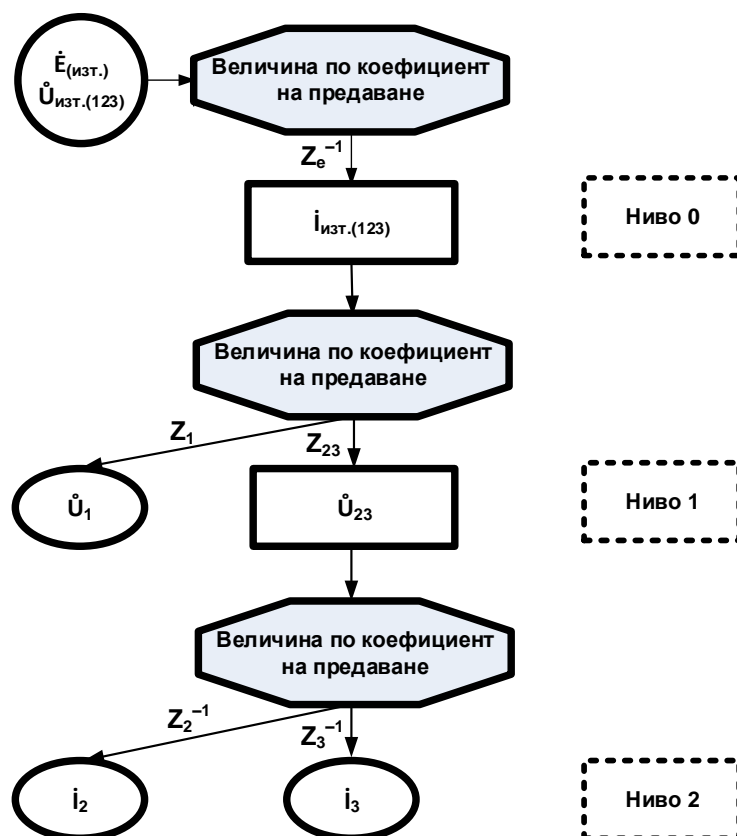 Ė(изт.)
Ůизт.(123)
Величина по коефициент
на предаване
Zₑ⁻¹
İизт.(123)
Ниво 0
Величина по коефициент
на предаване
Z₁
Z₂₃
Ů₁
Ů₂₃
Ниво 1
Величина по коефициент
на предаване
Z₂⁻¹
Z₃⁻¹
İ₂
İ₃
Ниво 2